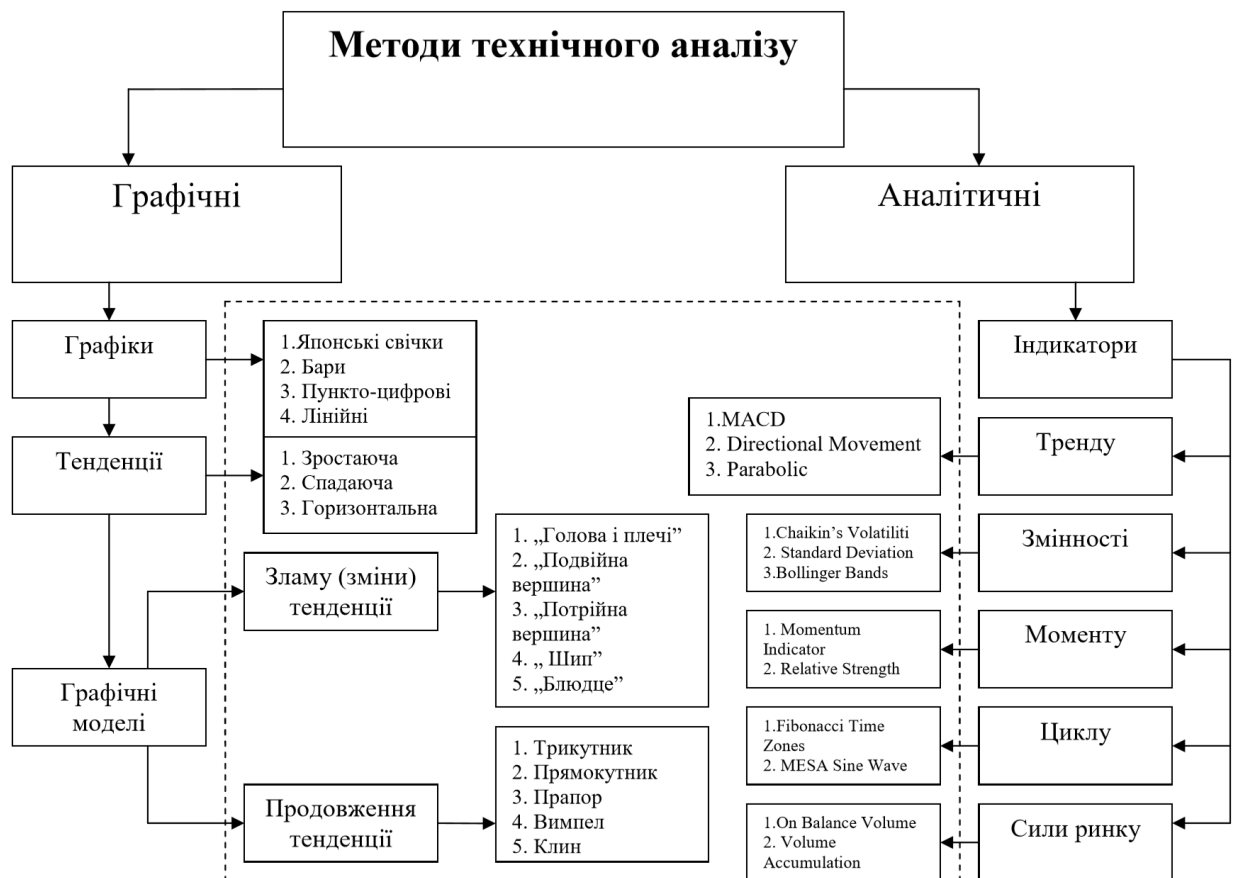 Методи технічного аналізу
Графічні
Аналітичні
Графіки
1.Японські свічки
2. Бари
3. Пункто-цифрові
4. Лінійні
Індикатори
Тенденції
1. Зростаюча
2. Спадаюча
3. Горизонтальна
1.MACD
2. Directional Movement
3. Parabolic
Тренду
Зламу (зміни)
тенденції
1. „Голова і плечі”
2. „Подвійна
вершина”
3. „Потрійна
вершина”
4. „ Шип”
5. „Блюдце”
1.Chaikin’s Volatiliti
2. Standard Deviation
3.Bollinger Bands
Змінності
1. Momentum
Indicator
2. Relative Strength
Моменту
Графічні
моделі
1.Fibonacci Time
Zones
2. MESA Sine Wave
Циклу
Продовження
тенденції
1. Трикутник
2. Прямокутник
3. Прапор
4. Вимпел
5. Клин
1.On Balance Volume
2. Volume
Accumulation
Сили ринку